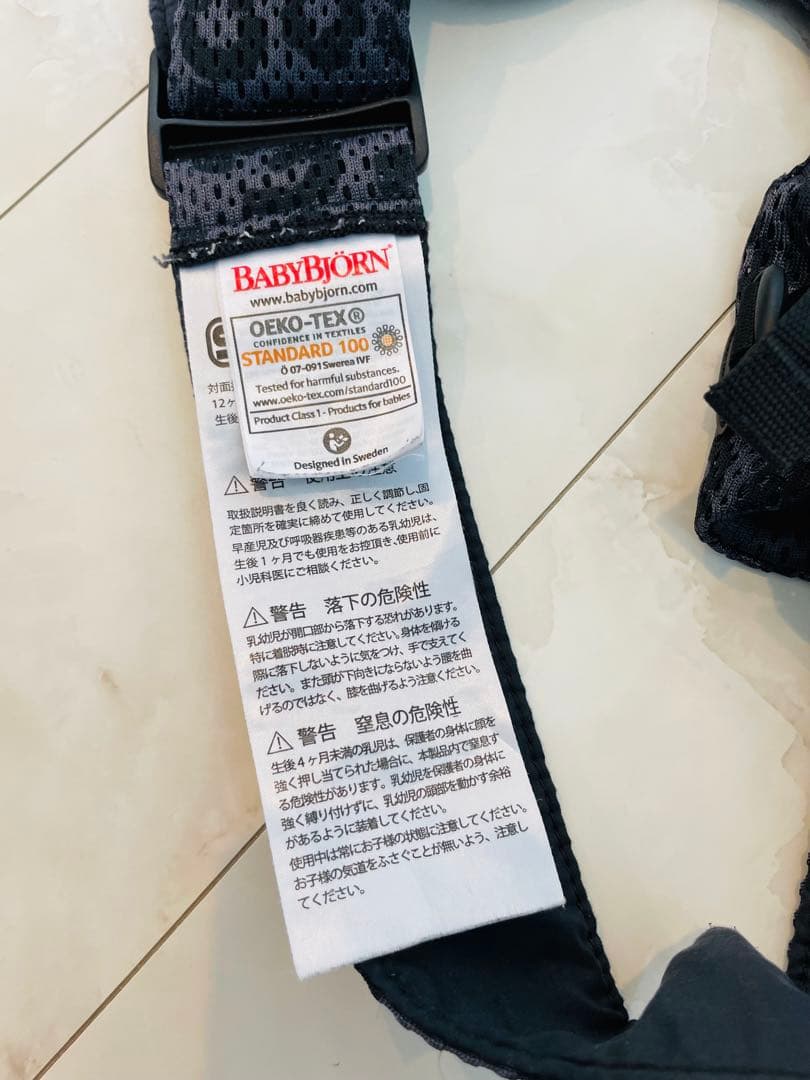 BABYBJÖRN®
www.babybjorn.com
OEKO-TEX®
CONFIDENCE IN TEXTILES
STANDARD 100
Ö 07-091 Swerea IVF
Tested for harmful substances.
www.oeko-tex.com/standard100
Product Class 1 - Products for babies
Designed in Sweden
S
対面
12ヶ
生後
警告 使用上の注意
取扱説明書を良く読み、正しく調節し、固
定箇所を確実に締めて使用してください。
早産児及び呼吸器疾患等のある乳幼児は、
生後1ヶ月でも使用をお控頂き、使用前に
小児科医にご相談ください。
警告 落下の危険性
乳幼児が開口部から落下する恐れがあります。
特に着脱時に注意してください。身体を傾ける
際に落下しないように気をつけ、手で支えてく
ださい。また頭が下向きにならないよう腰を曲
げるのではなく、膝を曲げるよう注意ください。
警告 窒息の危険性
生後4ヶ月未満の乳児は、保護者の身体に顔を
強く押し当てられた場合に、本製品内で窒息す
る危険性があります。乳幼児を保護者の身体に
強く縛り付けずに、乳幼児の頭部を動かす余裕
があるように装着してください。
使用中は常にお子様の状態に注意してください。
お子様の気道をふさぐことが無いよう、注意し
てください。